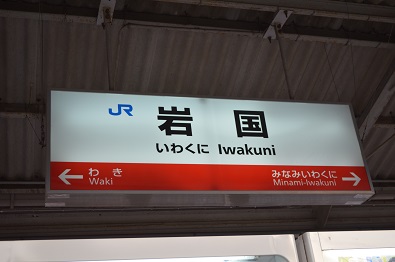 JR 岩国
いわくに Iwakuni
← わき みなみいわくに →
Waki Minami-Iwakuni